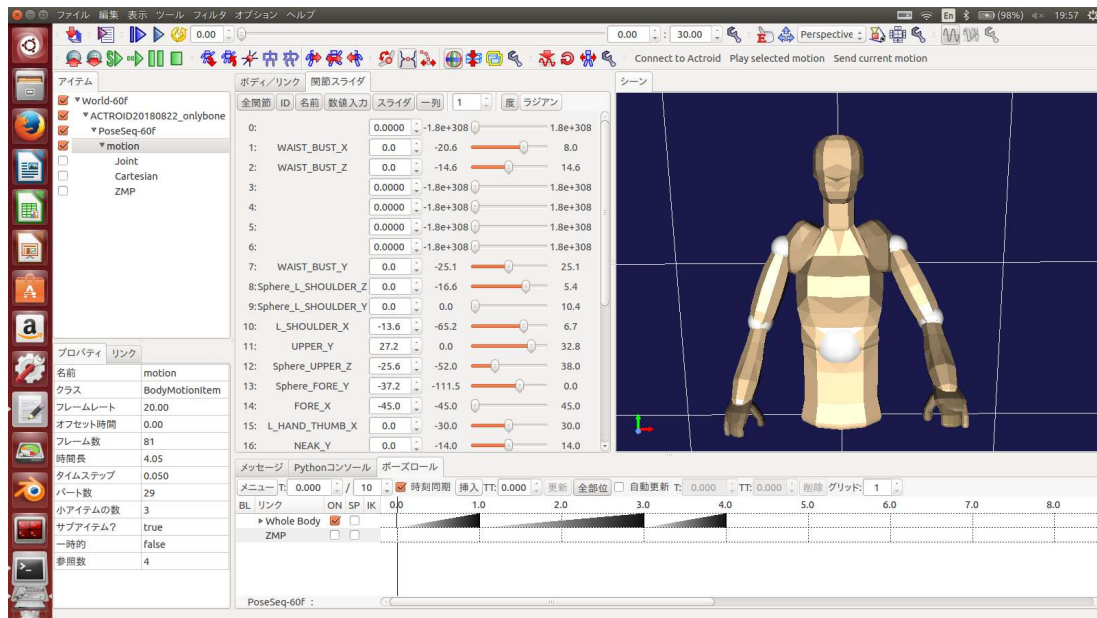 ファイル 編集 表示 ツール フィルタ オプション ヘルプ En (98%) 19:57
0.00 0.00 : 30.00 Perspective
Connect to Actroid Play selected motion Send current motion
アイテム
World-60f
ACTROID20180822_onlybone
PoseSeq-60f
motion
Joint
Cartesian
ZMP
プロパティ リンク
名前 motion
クラス BodyMotionItem
フレームレート 20.00
オフセット時間 0.00
フレーム数 81
時間長 4.05
タイムステップ 0.050
パート数 29
小アイテムの数 3
サブアイテム? true
一時的 false
参照数 4
ボディ/リンク 関節スライダ
全関節 ID 名前 数値入力 スライダ 一列 1 度 ラジアン
0: 0.0000 -1.8e+308 1.8e+308
1: WAIST_BUST_X 0.0 -20.6 8.0
2: WAIST_BUST_Z 0.0 -14.6 14.6
3: 0.0000 -1.8e+308 1.8e+308
4: 0.0000 -1.8e+308 1.8e+308
5: 0.0000 -1.8e+308 1.8e+308
6: 0.0000 -1.8e+308 1.8e+308
7: WAIST_BUST_Y 0.0 -25.1 25.1
8: Sphere_L_SHOULDER_Z 0.0 -16.6 5.4
9: Sphere_L_SHOULDER_Y 0.0 0.0 10.4
10: L_SHOULDER_X -13.6 -65.2 6.7
11: UPPER_Y 27.2 0.0 32.8
12: Sphere_UPPER_Z -25.6 -52.0 38.0
13: Sphere_FORE_Y -37.2 -111.5 0.0
14: FORE_X -45.0 -45.0 45.0
15: L_HAND_THUMB_X 0.0 -30.0 30.0
16: NEAK_Y 0.0 -14.0 14.0
シーン
メッセージ Pythonコンソール ポーズロール
メニュー T: 0.000 / 10 時刻同期 挿入 TT: 0.000 更新 全部位 自動更新 T: 0.000 TT: 0.000 削除 グリッド: 1
BL リンク ON SP IK 0.0 1.0 2.0 3.0 4.0 5.0 6.0 7.0 8.0
Whole Body
ZMP
PoseSeq-60f :